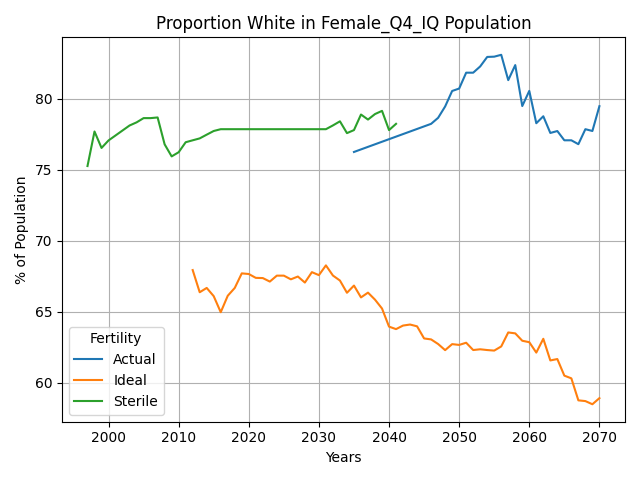 Proportion White in Female_Q4_IQ Population
% of Population
80
75
70
65
60
Fertility
Actual
Ideal
Sterile
2000 2010 2020 2030 2040 2050 2060 2070
Years